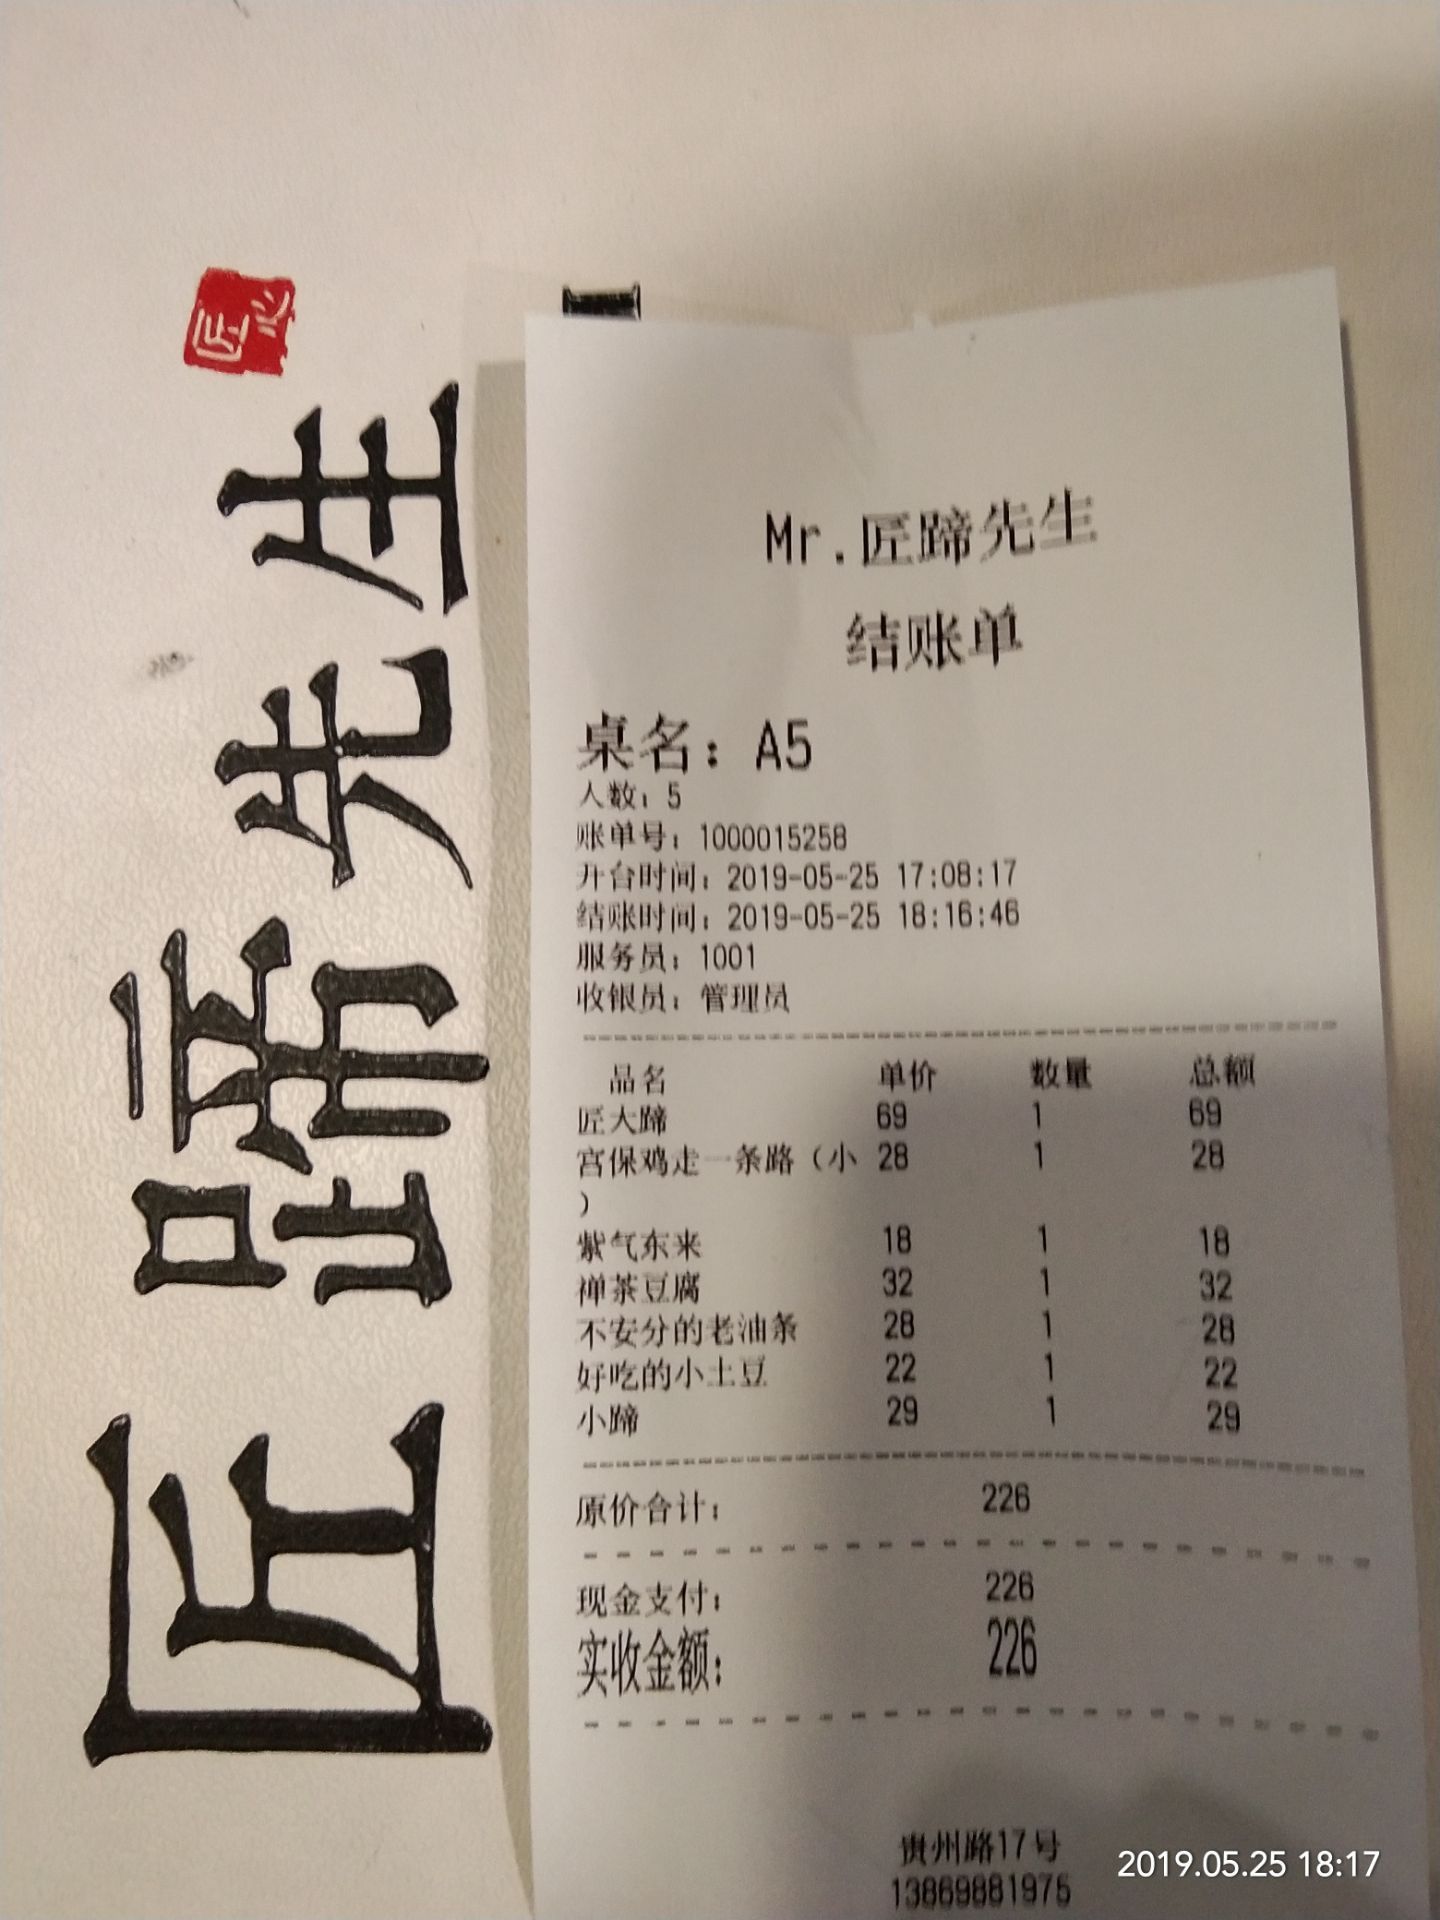 匠蹄先生
Mr.匠蹄先生
结账单
桌名：A5
人数：5
账单号：1000015258
开台时间：2019-05-25 17:08:17
结账时间：2019-05-25 18:16:46
服务员：1001
收银员：管理员
品名 单价 数量 总额
匠大蹄 69 1 69
宫保鸡走一条路（小 28 1 28
）
紫气东来 18 1 18
禅茶豆腐 32 1 32
不安分的老油条 28 1 28
好吃的小土豆 22 1 22
小蹄 29 1 29
原价合计： 226
现金支付： 226
实收金额： 226
贵州路17号
13869881975
2019.05.25 18:17